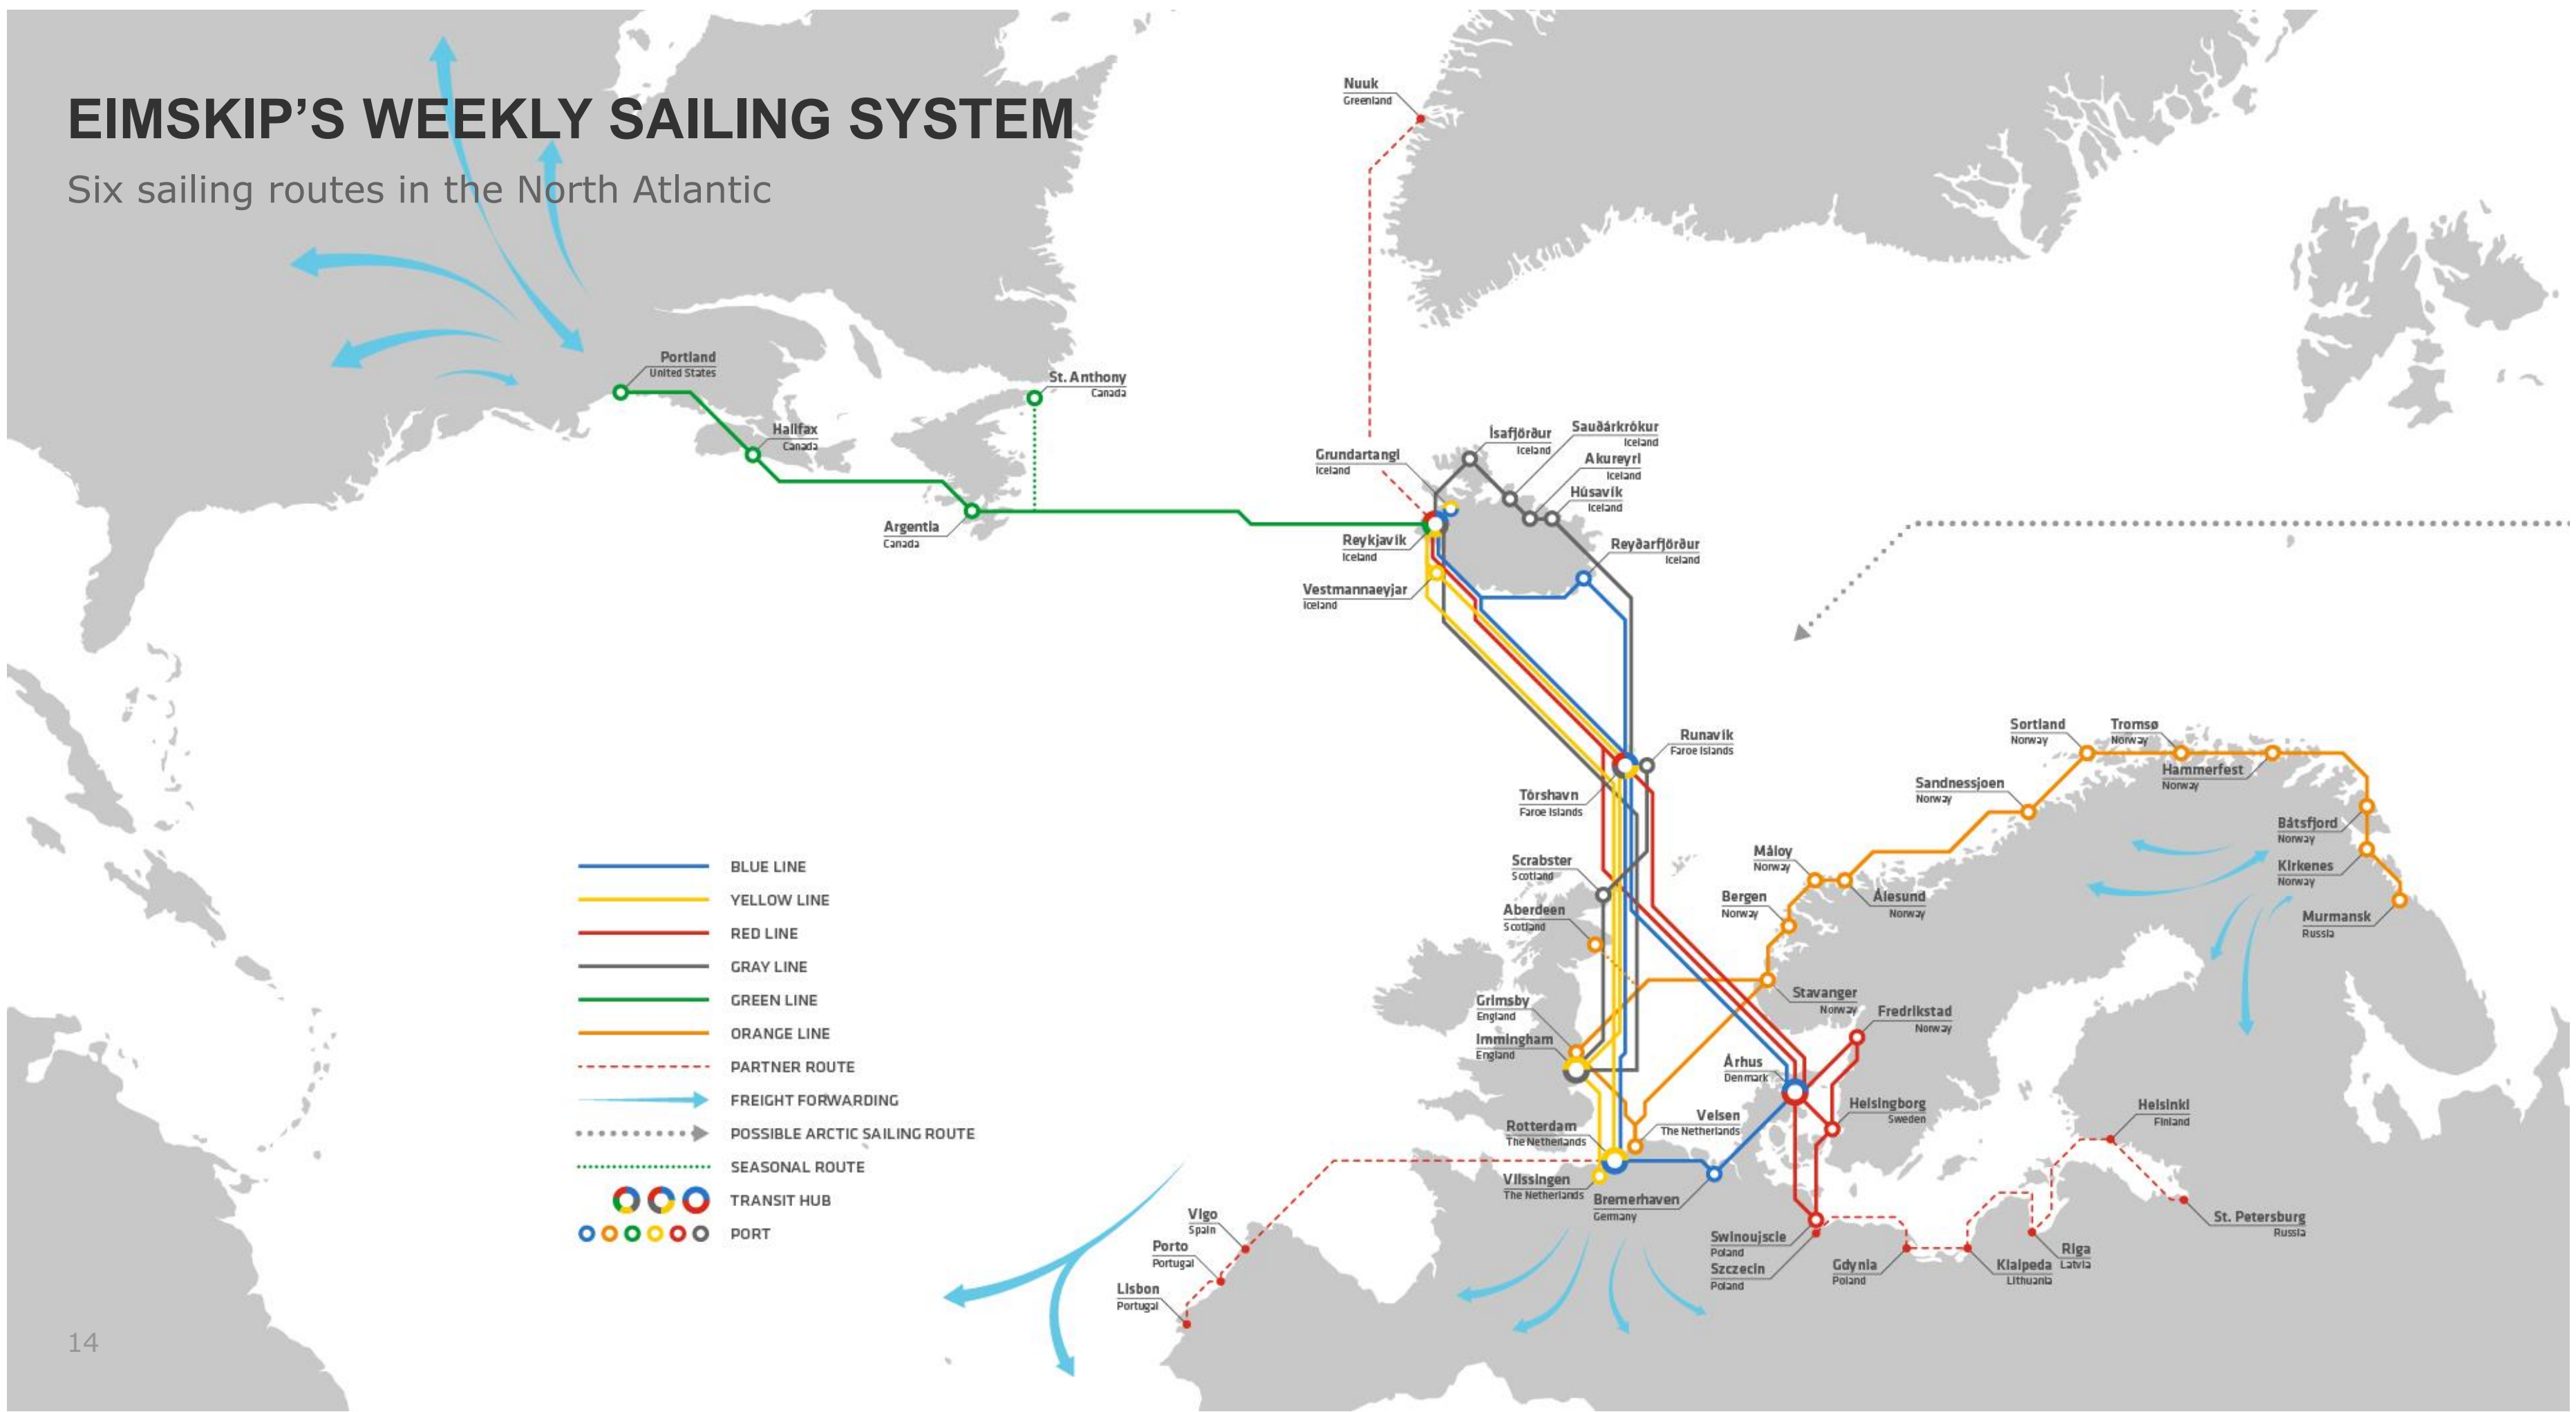 EIMSKIP'S WEEKLY SAILING SYSTEM
Six sailing routes in the North Atlantic
Nuuk
Greenland
Portland
United States
St. Anthony
Canada
Halifax
Canada
Argentia
Canada
Grundartangi
Iceland
Ísafjörður
Iceland
Sauðárkrókur
Iceland
Akureyri
Iceland
Húsavík
Iceland
Reykjavík
Iceland
Reyðarfjörður
Iceland
Vestmannaeyjar
Iceland
Runavík
Faroe Islands
Tórshavn
Faroe Islands
Sortland
Norway
Tromsø
Norway
Hammerfest
Norway
Sandnessjoen
Norway
Båtsfjord
Norway
Kirkenes
Norway
Murmansk
Russia
Måloy
Norway
Ålesund
Norway
Bergen
Norway
Stavanger
Norway
Fredrikstad
Norway
Scrabster
Scotland
Aberdeen
Scotland
Grimsby
England
Immingham
England
Århus
Denmark
Helsingborg
Sweden
Velsen
The Netherlands
Rotterdam
The Netherlands
Vlissingen
The Netherlands
Bremerhaven
Germany
Helsinki
Finland
St. Petersburg
Russia
Swinoujscie
Poland
Szczecin
Poland
Gdynia
Poland
Klaipeda
Lithuania
Riga
Latvia
Vigo
Spain
Porto
Portugal
Lisbon
Portugal
BLUE LINE
YELLOW LINE
RED LINE
GRAY LINE
GREEN LINE
ORANGE LINE
PARTNER ROUTE
FREIGHT FORWARDING
POSSIBLE ARCTIC SAILING ROUTE
SEASONAL ROUTE
TRANSIT HUB
PORT
14